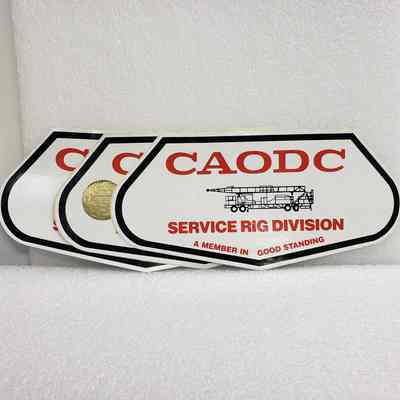 CAODC
SERVICE RIG DIVISION
A MEMBER IN GOOD STANDING
C
C
S